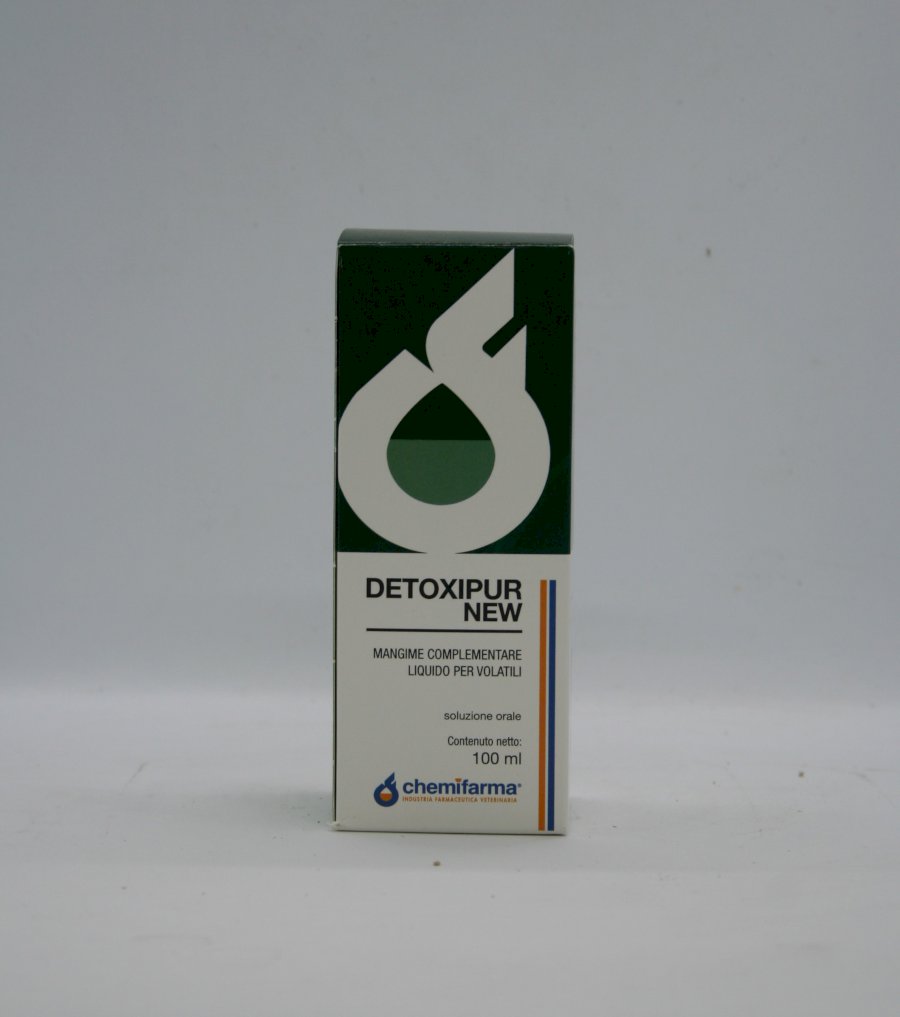 DETOXIPUR
NEW
MANGIME COMPLEMENTARE
LIQUIDO PER VOLATILI
soluzione orale
Contenuto netto:
100 ml
chemifarma®
INDUSTRIA FARMACEUTICA VETERINARIA